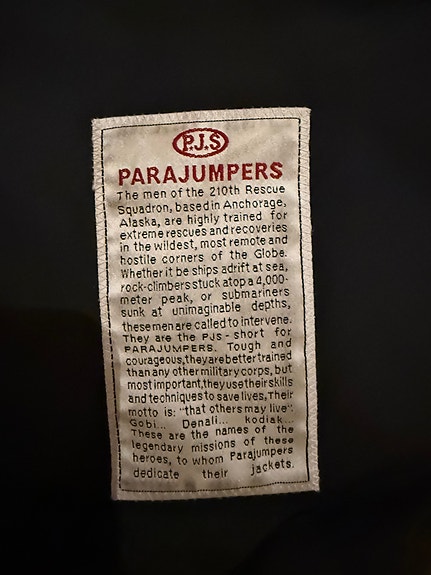 P.J.S
PARAJUMPERS
The men of the 210th Rescue
Squadron, based in Anchorage,
Alaska, are highly trained for
extreme rescues and recoveries
in the wildest, most remote and
hostile corners of the Globe.
Whether it be ships adrift at sea,
rock-climbers stuck atop a 4,000-
meter peak, or submariners
sunk at unimaginable depths,
these men are called to intervene.
They are the PJS - short for
PARAJUMPERS. Tough and
courageous, they are better trained
than any other military corps, but
most important, they use their skills
and techniques to save lives, Their
motto is: "that others may live".
Gobi... Denali... kodiak...
These are the names of the
legendary missions of these
heroes, to whom Parajumpers
dedicate their jackets.